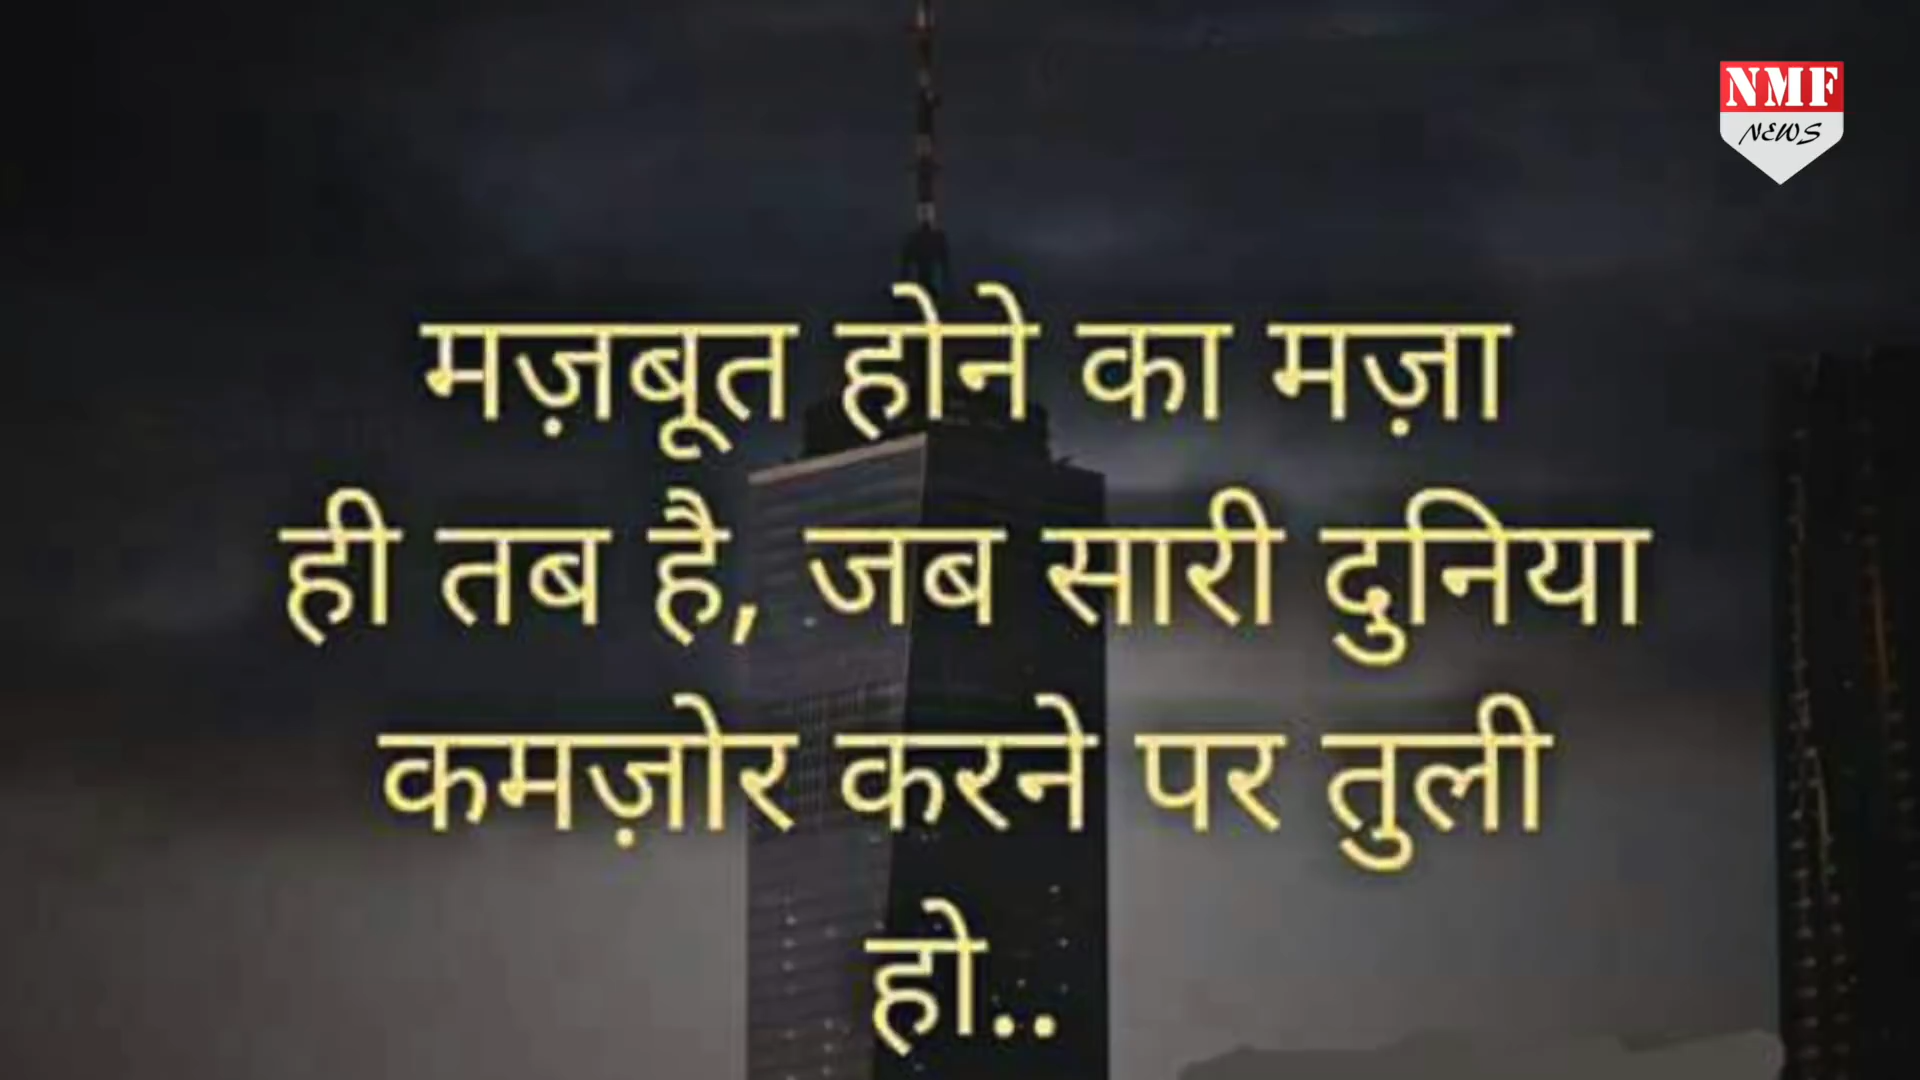 NMF
NEWS
मज़बूत होने का मज़ा
ही तब है, जब सारी दुनिया
कमज़ोर करने पर तुली
हो..